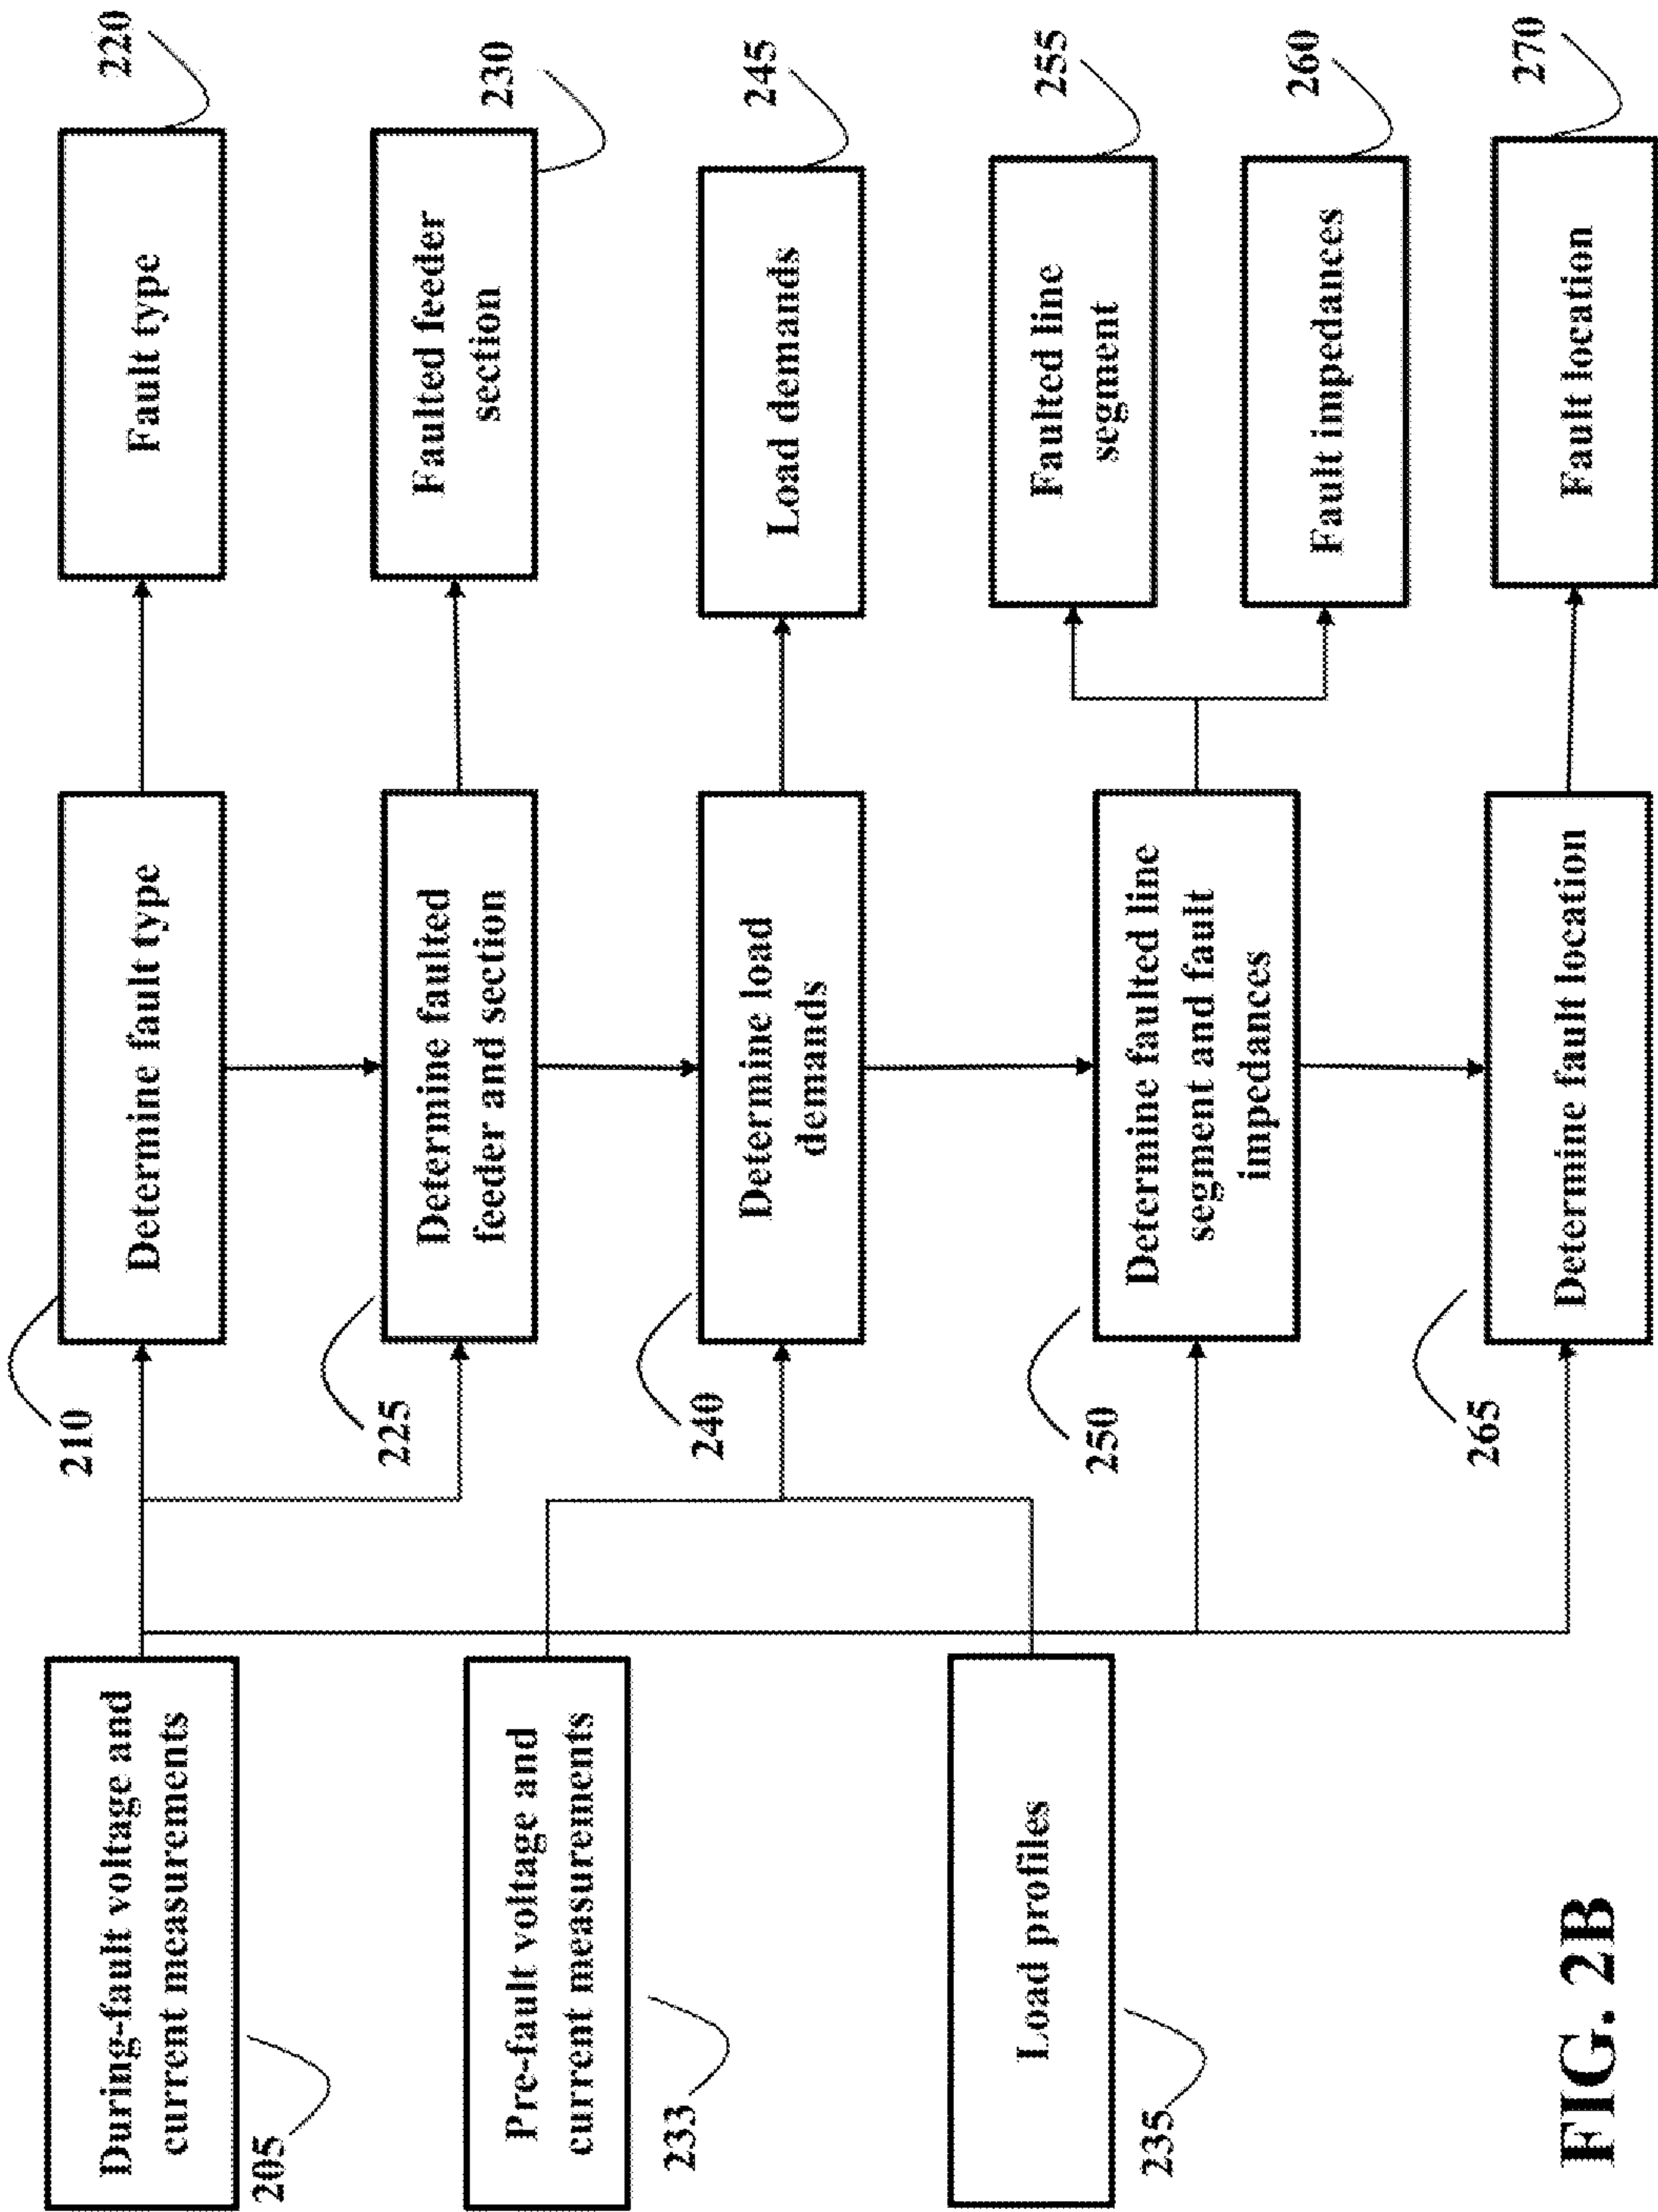 During-fault voltage and
current measurements
205
Pre-fault voltage and
current measurements
233
Load profiles
235
210
Determine fault type
225
Determine faulted
feeder and section
240
Determine load
demands
250
Determine faulted line
segment and fault
impedances
265
Determine fault location
Fault type
220
Faulted feeder
section
230
Load demands
245
Faulted line
segment
255
Fault impedances
260
Fault location
270
FIG. 2B